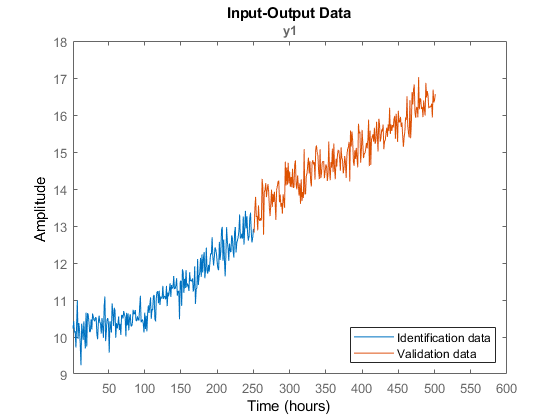 Input-Output Data
y1
18
17
16
15
14
13
12
11
10
9
Amplitude
50 100 150 200 250 300 350 400 450 500 550 600
Time (hours)
Identification data
Validation data